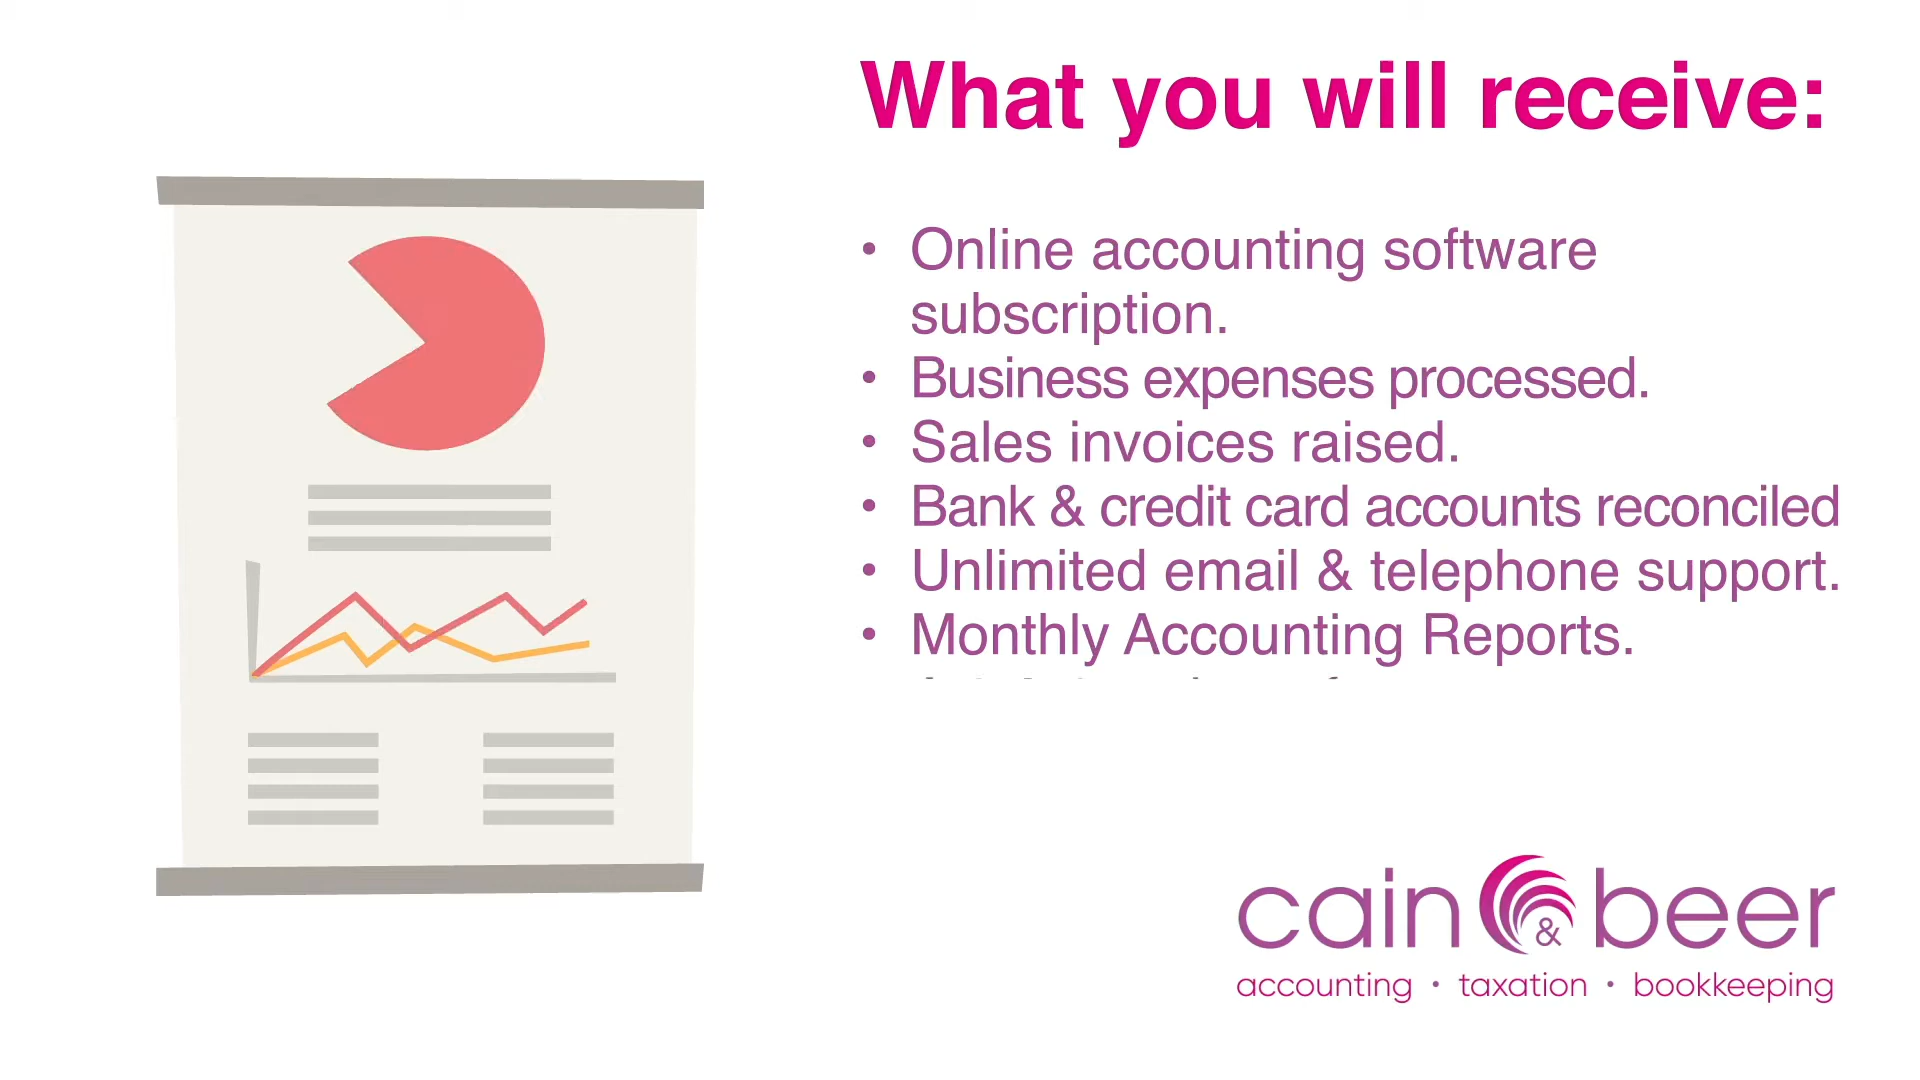 What you will receive:
• Online accounting software
subscription.
• Business expenses processed.
• Sales invoices raised.
• Bank & credit card accounts reconciled
• Unlimited email & telephone support.
• Monthly Accounting Reports.
cain & beer
accounting • taxation • bookkeeping